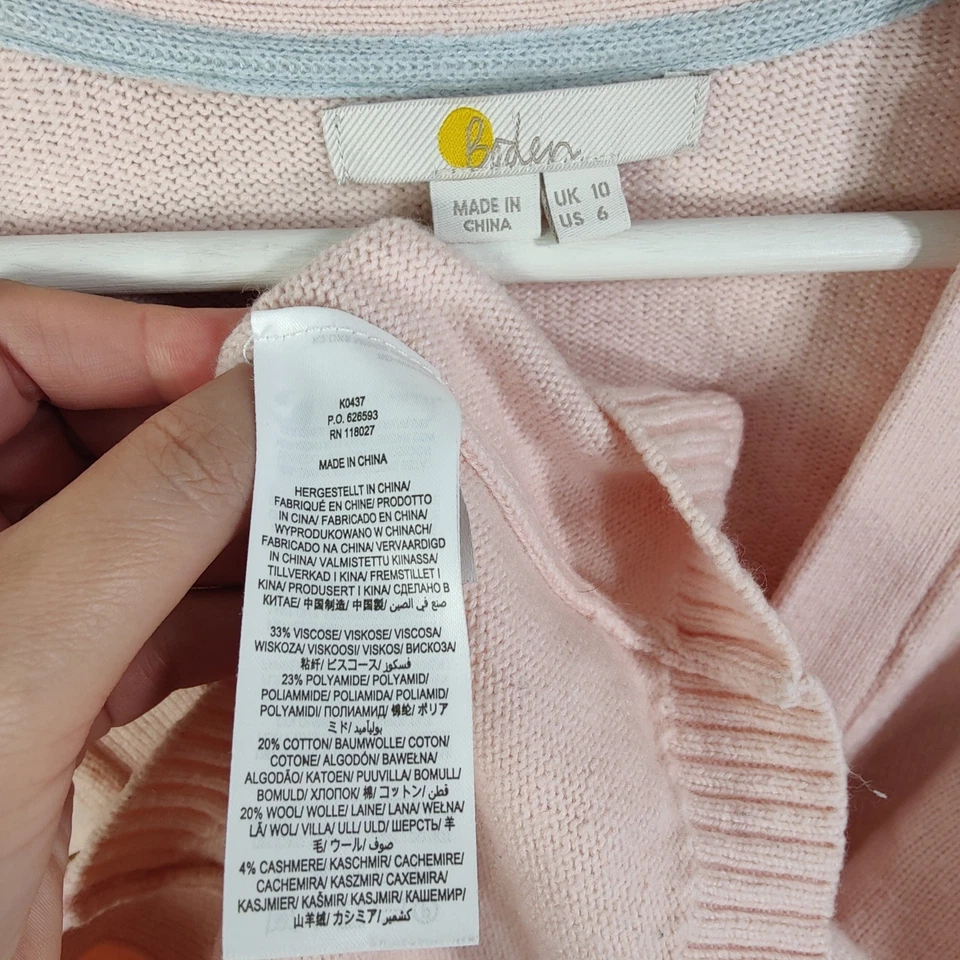 Boden
MADE IN
CHINA
UK 10
US 6
K0437
P.O. 626593
RN 118027
MADE IN CHINA
HERGESTELLT IN CHINA/
FABRIQUÉ EN CHINE/ PRODOTTO
IN CINA/ FABRICADO EN CHINA/
WYPRODUKOWANO W CHINACH/
FABRICADO NA CHINA/ VERVAARDIGD
IN CHINA/ VALMISTETTU KIINASSA/
TILLVERKAD I KINA/ FREMSTILLET I
KINA/ PRODUSERT I KINA/ СДЕЛАНО В
КИТАЕ/ 中国制造/ 中国製/ صنع في الصين
33% VISCOSE/ VISKOSE/ VISCOSA/
WISKOZA/ VISKOOSI/ VISKOS/ ВИСКОЗА/
粘纤/ ビスコース/ فسكوز
23% POLYAMIDE/ POLYAMID/
POLIAMMIDE/ POLIAMIDA/ POLIAMID/
POLYAMIDI/ ПОЛИАМИД/ 锦纶/ ポリア
ミド/ بولياميد
20% COTTON/ BAUMWOLLE/ COTON/
COTONE/ ALGODÓN/ BAWEŁNA/
ALGODÃO/ KATOEN/ PUUVILLA/ BOMULL/
BOMULD/ ХЛОПОК/ 棉/ コットン/ قطن
20% WOOL/ WOLLE/ LAINE/ LANA/ WEŁNA/
LÃ/ WOL/ VILLA/ ULL/ ULD/ ШЕРСТЬ/ 羊
毛/ ウール/ صوف
4% CASHMERE/ KASCHMIR/ CACHEMIRE/
CACHEMIRA/ KASZMIR/ CAXEMIRA/
KASJMIER/ KAŠMIR/ KASJMIR/ КАШЕМИР/
山羊绒/ カシミア/ كشمير